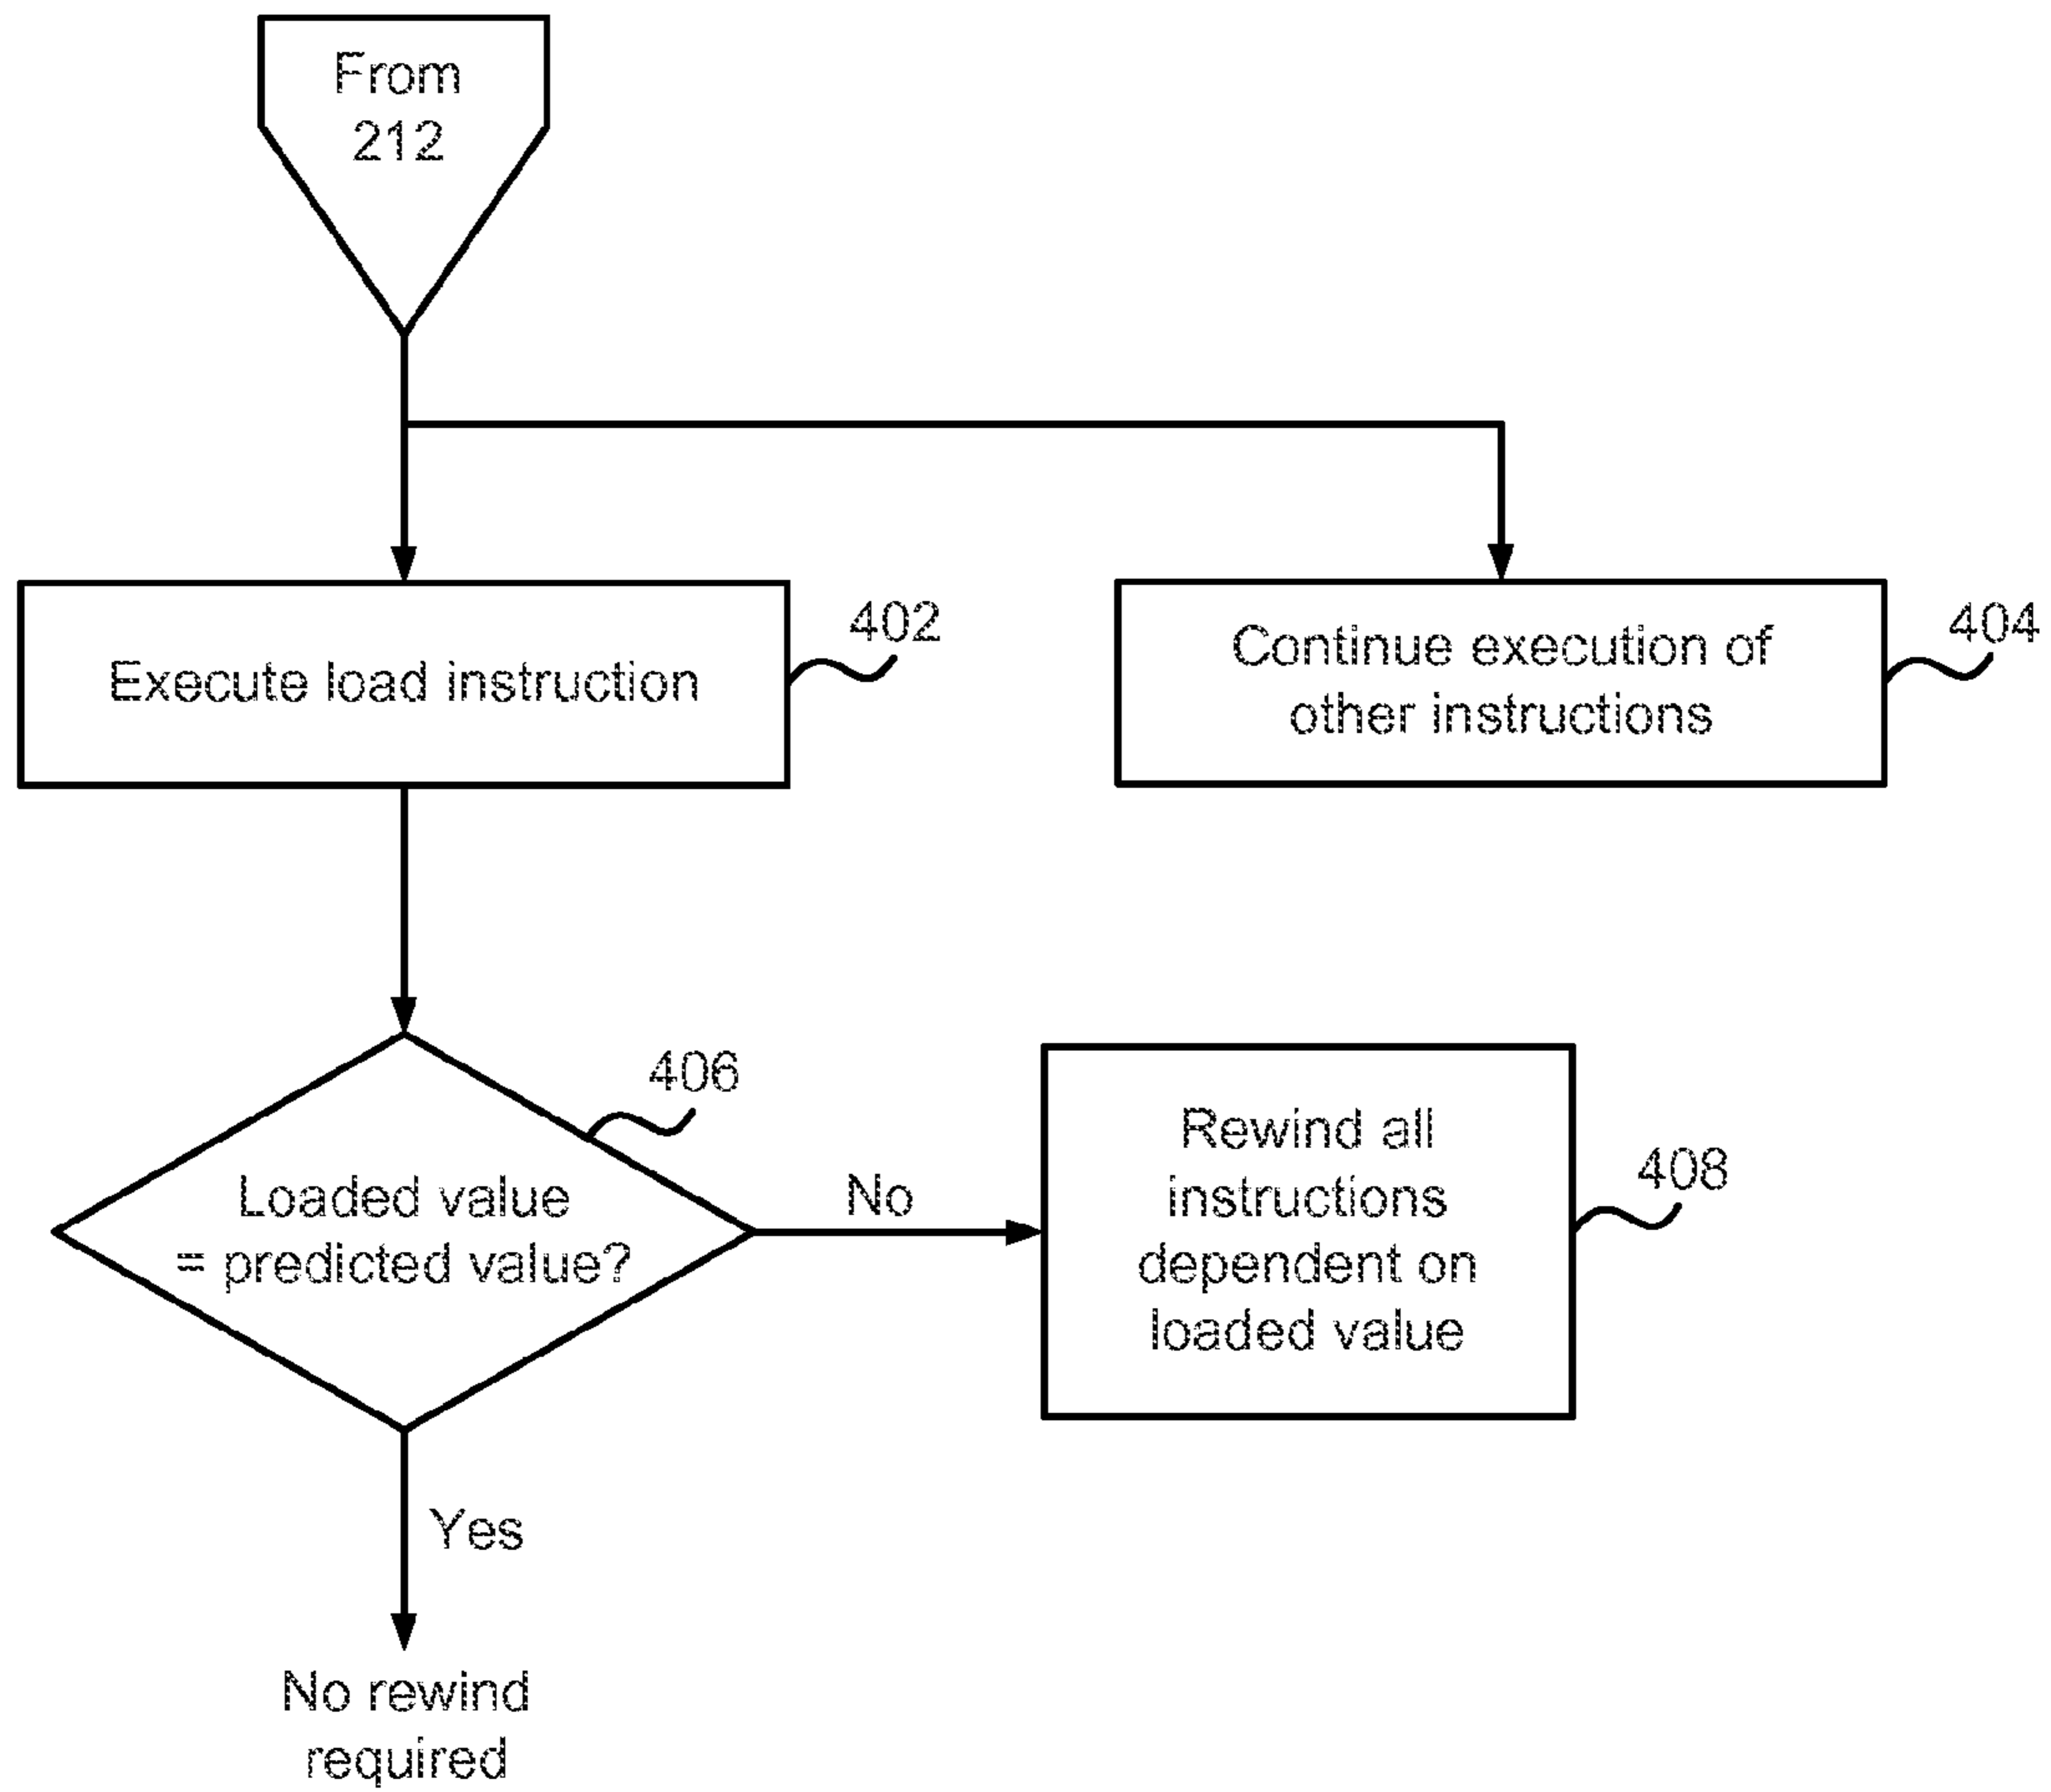 From
212
Execute load instruction
402
Continue execution of
other instructions
404
406
Loaded value
= predicted value?
No
Rewind all
instructions
dependent on
loaded value
408
Yes
No rewind
required